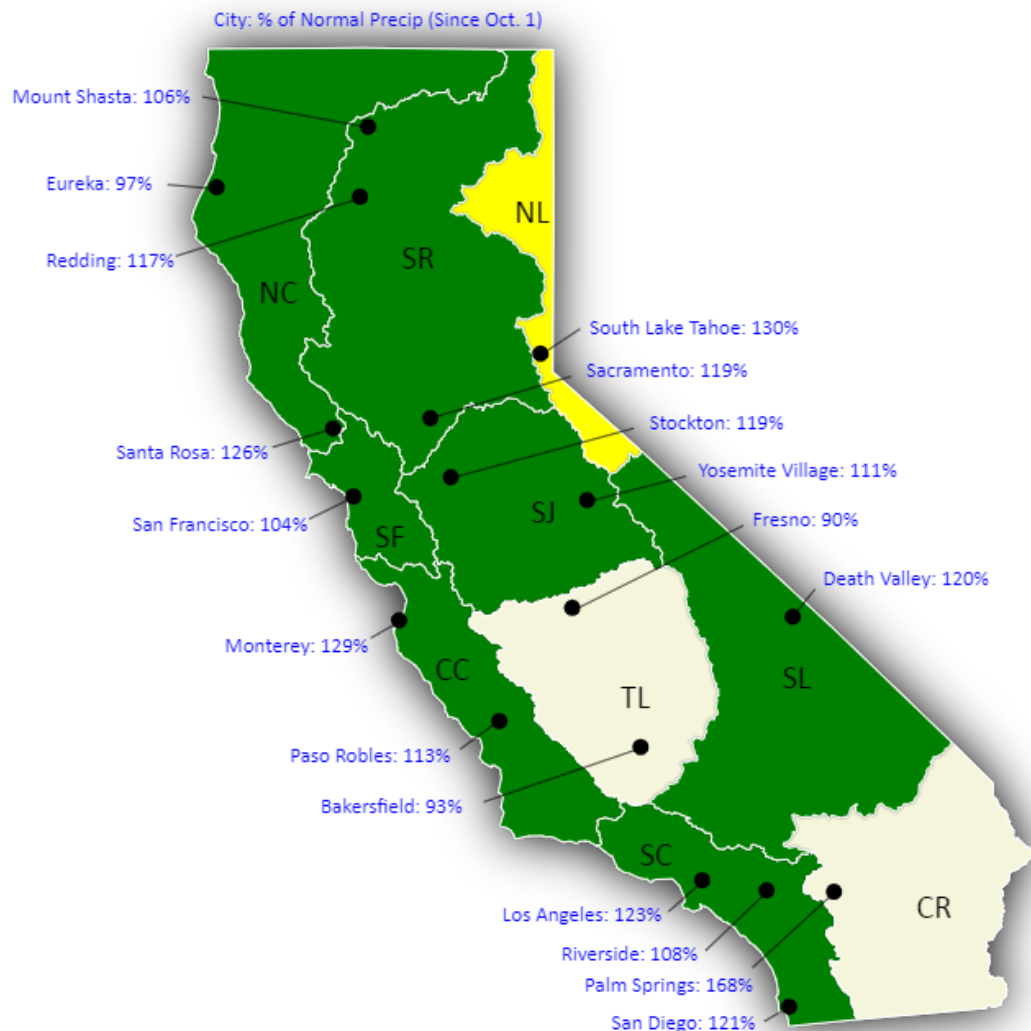 City: % of Normal Precip (Since Oct. 1)
Mount Shasta: 106%
Eureka: 97%
NL
Redding: 117%
SR
NC
South Lake Tahoe: 130%
Sacramento: 119%
Stockton: 119%
Santa Rosa: 126%
Yosemite Village: 111%
SJ
Fresno: 90%
San Francisco: 104%
SF
Death Valley: 120%
Monterey: 129%
CC
SL
TL
Paso Robles: 113%
Bakersfield: 93%
SC
CR
Los Angeles: 123%
Riverside: 108%
Palm Springs: 168%
San Diego: 121%